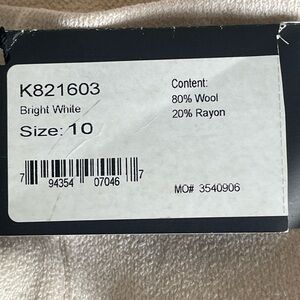 K821603
Bright White
Size: 10
Content:
80% Wool
20% Rayon
7 94354 07046 7
MO# 3540906